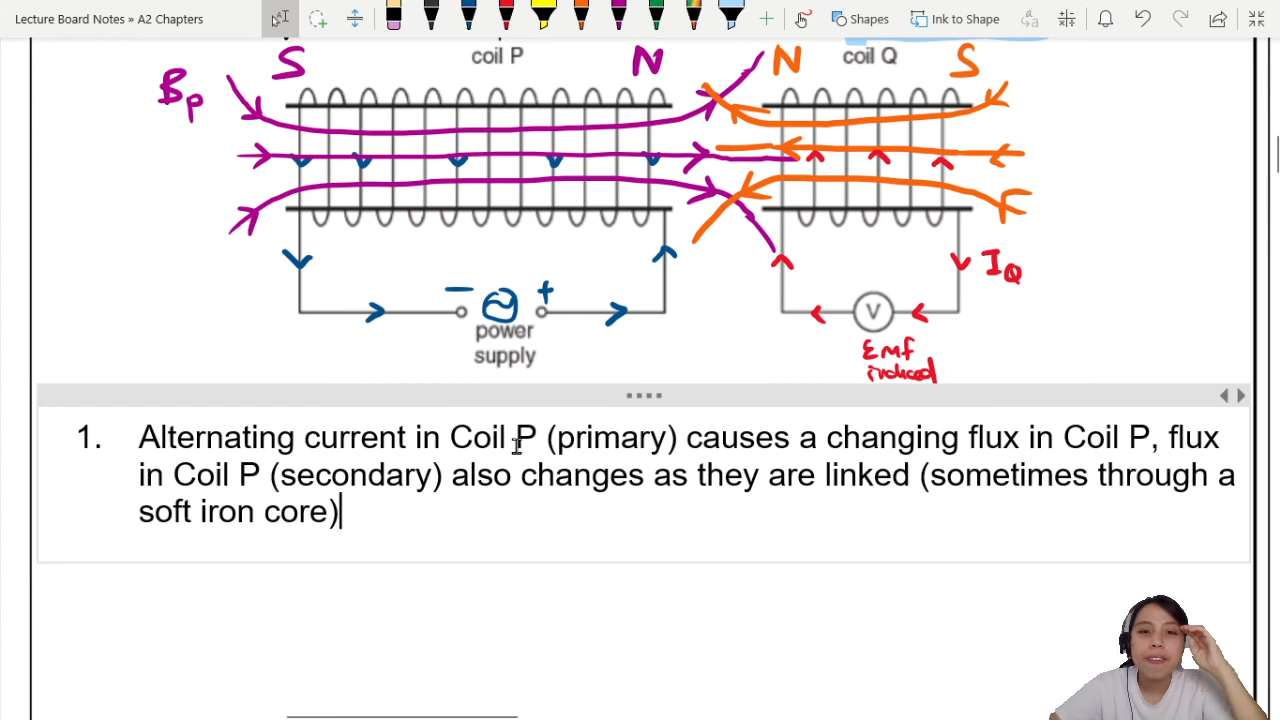 Lecture Board Notes » A2 Chapters
Shapes
Ink to Shape
coil P
coil Q
S
N
N
S
Bp
IQ
− +
V
power
supply
Emf
induced
1. Alternating current in Coil P (primary) causes a changing flux in Coil P, flux
in Coil P (secondary) also changes as they are linked (sometimes through a
soft iron core)